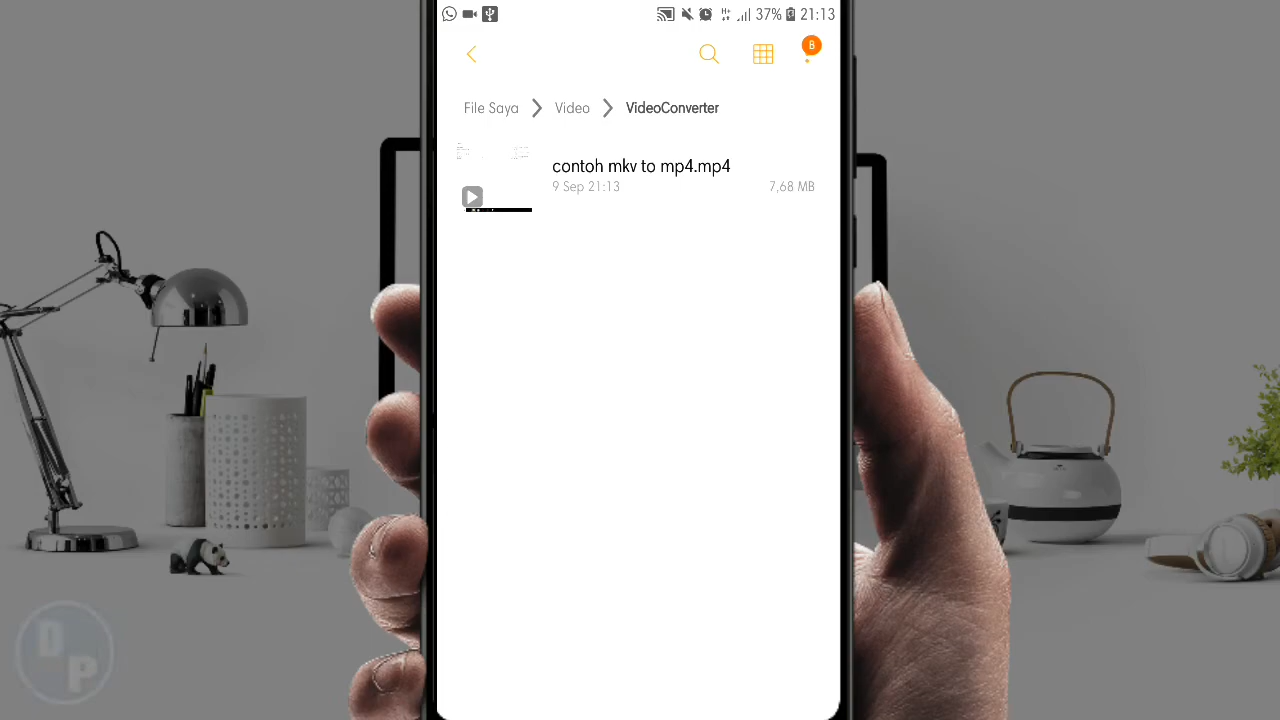 H+ 37% 21:13
B
File Saya Video VideoConverter
contoh mkv to mp4.mp4
9 Sep 21:13 7,68 MB
D
P